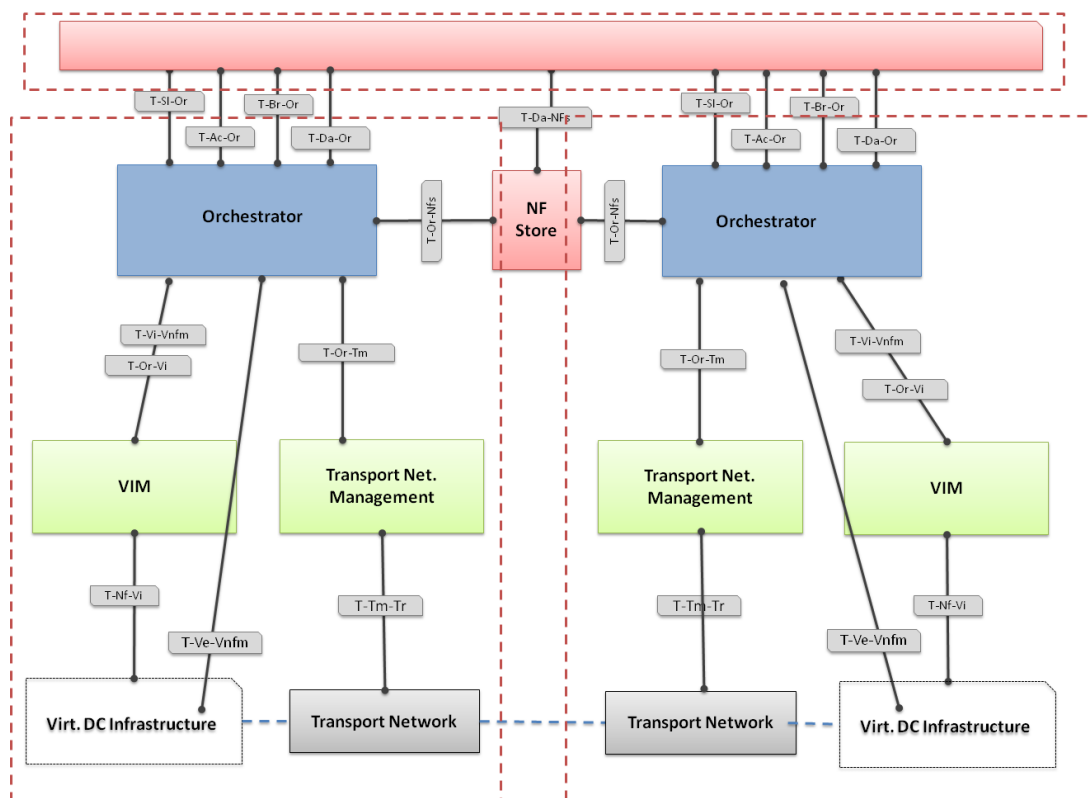 T-Sl-Or
T-Br-Or
T-Da-NFs
T-Sl-Or
T-Br-Or
T-Ac-Or
T-Da-Or
T-Ac-Or
T-Da-Or
Orchestrator
T-Or-Nfs
NF
Store
T-Or-Nfs
Orchestrator
T-Vi-Vnfm
T-Or-Vi
T-Or-Tm
T-Or-Tm
T-Vi-Vnfm
T-Or-Vi
VIM
Transport Net.
Management
Transport Net.
Management
VIM
T-Nf-Vi
T-Tm-Tr
T-Tm-Tr
T-Nf-Vi
T-Ve-Vnfm
T-Ve-Vnfm
Virt. DC Infrastructure
Transport Network
Transport Network
Virt. DC Infrastructure